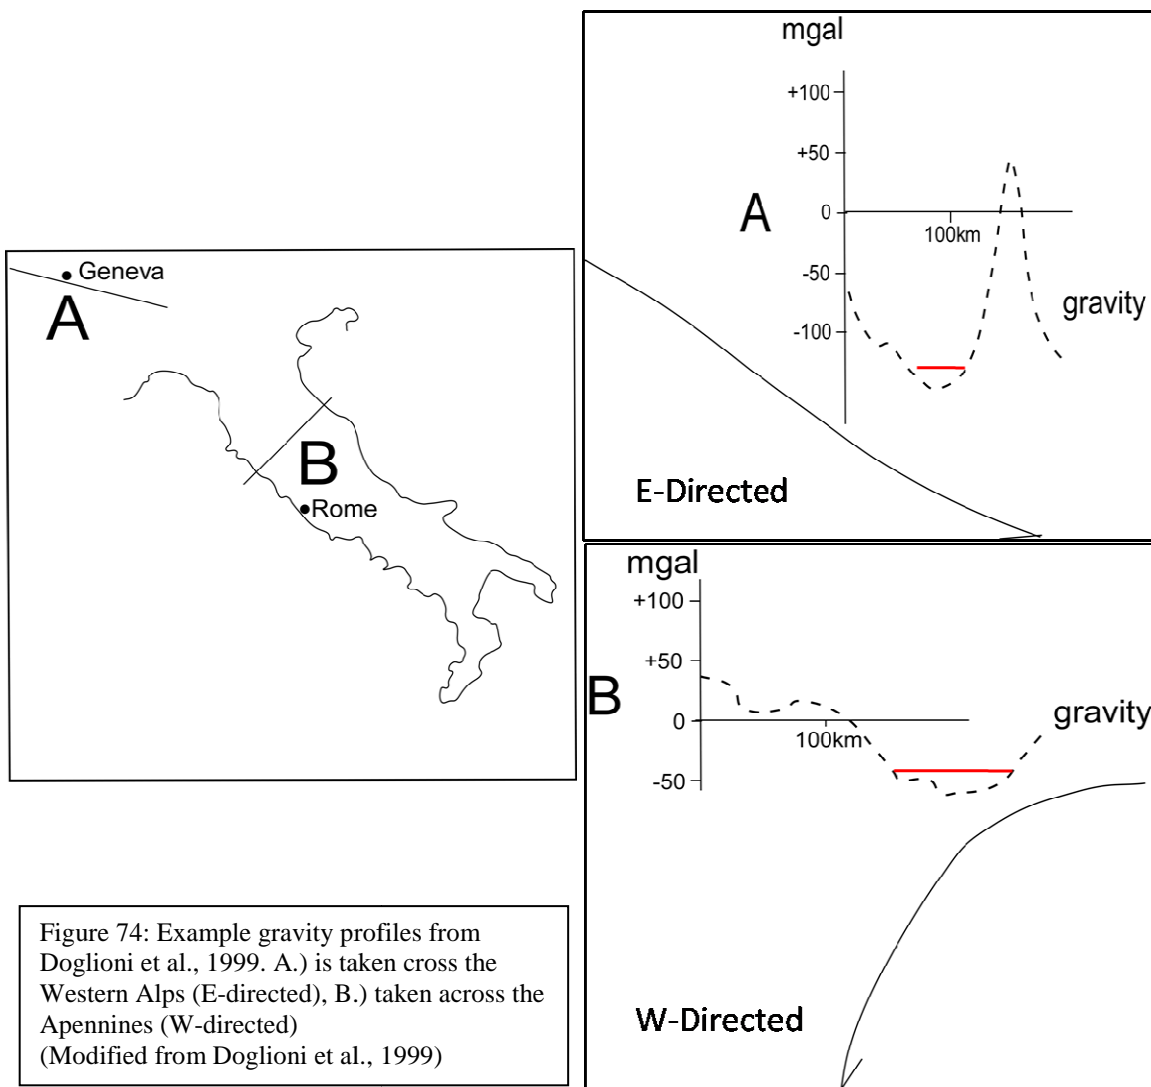 Geneva
A
B
Rome
Figure 74: Example gravity profiles from
Doglioni et al., 1999. A.) is taken cross the
Western Alps (E-directed), B.) taken across the
Apennines (W-directed)
(Modified from Doglioni et al., 1999)
mgal
+100
+50
A
0
100km
-50
gravity
-100
E-Directed
mgal
+100
+50
B
gravity
0
100km
-50
W-Directed